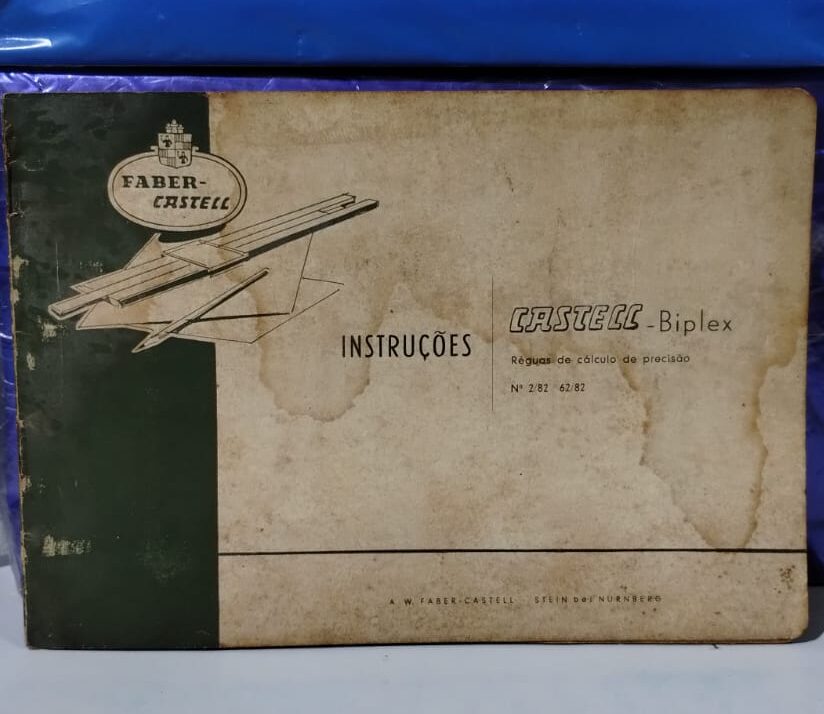 FABER-
CASTELL
INSTRUÇÕES
CASTELL -Biplex
Réguas de cálculo de precisão
Nº 2/82 62/82
A. W. FABER-CASTELL · STEIN bei NÜRNBERG